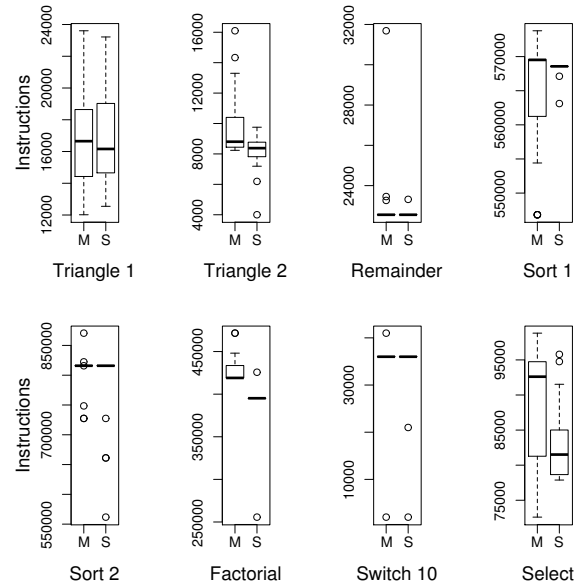 Instructions
12000 16000 20000 24000
M S
Triangle 1
4000 8000 12000 16000
M S
Triangle 2
24000 28000 32000
M S
Remainder
550000 560000 570000
M S
Sort 1
Instructions
550000 700000 850000
M S
Sort 2
250000 350000 450000
M S
Factorial
10000 30000
M S
Switch 10
75000 85000 95000
M S
Select